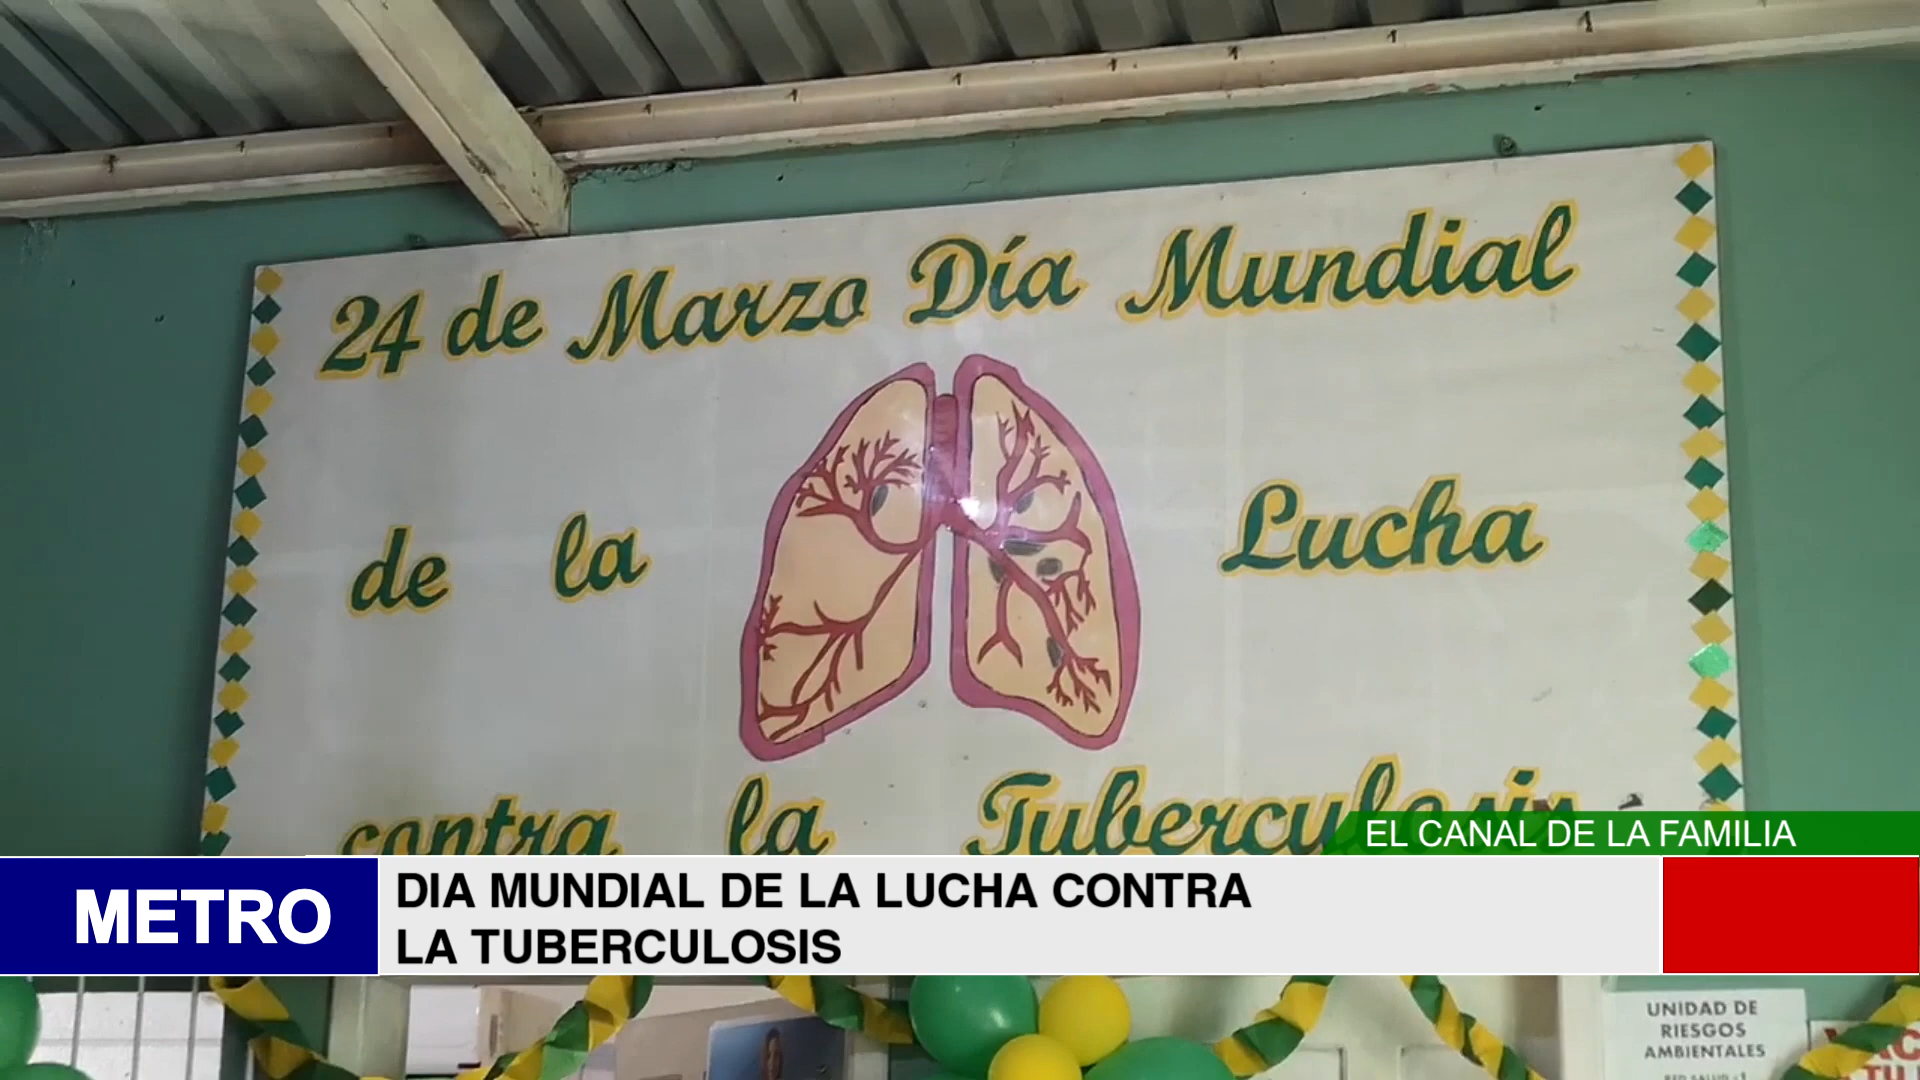 24 de Marzo Día Mundial
de la Lucha
contra la Tuberculosis
EL CANAL DE LA FAMILIA
METRO
DIA MUNDIAL DE LA LUCHA CONTRA
LA TUBERCULOSIS
UNIDAD DE
RIESGOS
AMBIENTALES